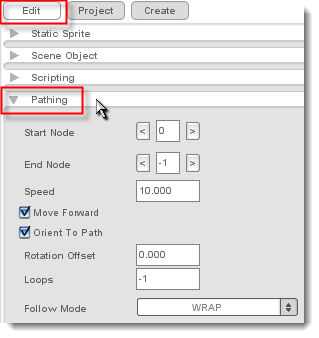 Edit Project Create
Static Sprite
Scene Object
Scripting
Pathing
Start Node < 0 >
End Node < -1 >
Speed 10.000
Move Forward
Orient To Path
Rotation Offset 0.000
Loops -1
Follow Mode WRAP